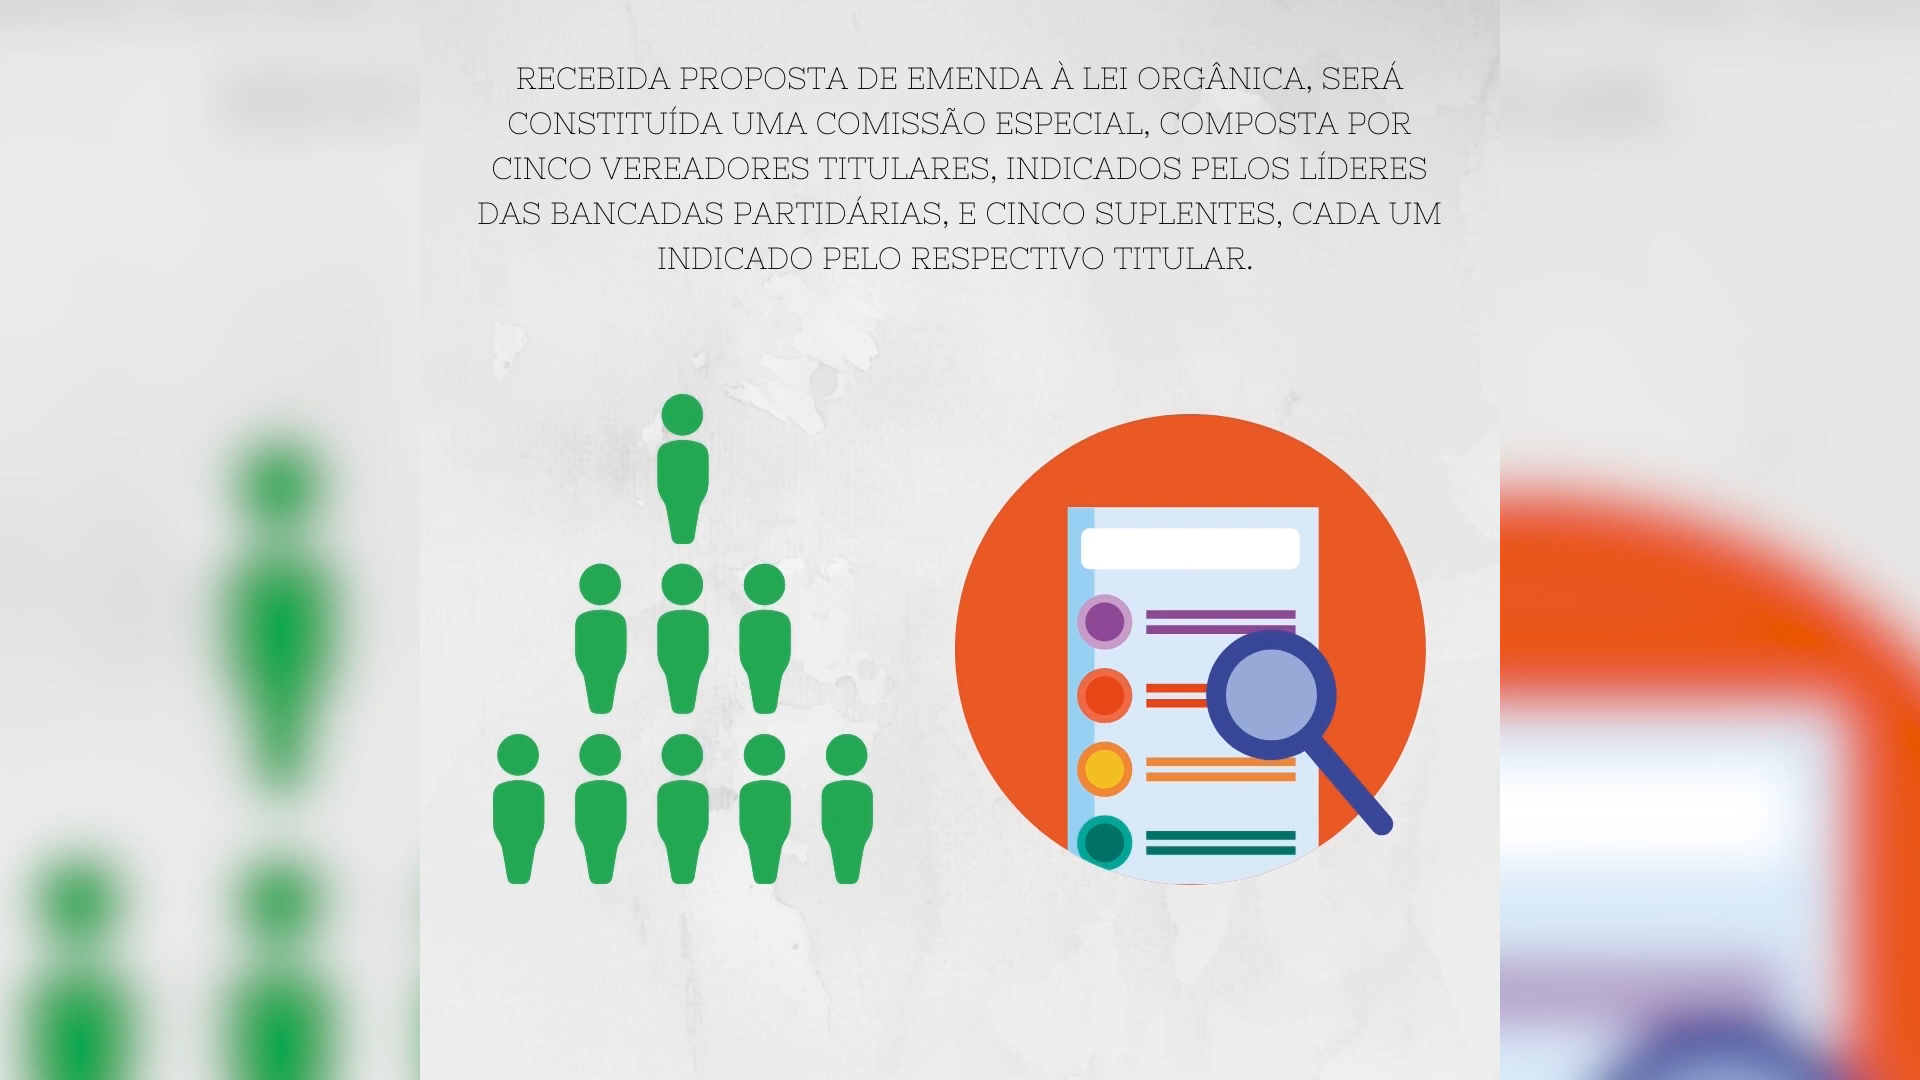 RECEBIDA PROPOSTA DE EMENDA À LEI ORGÂNICA, SERÁ
CONSTITUÍDA UMA COMISSÃO ESPECIAL, COMPOSTA POR
CINCO VEREADORES TITULARES, INDICADOS PELOS LÍDERES
DAS BANCADAS PARTIDÁRIAS, E CINCO SUPLENTES, CADA UM
INDICADO PELO RESPECTIVO TITULAR.